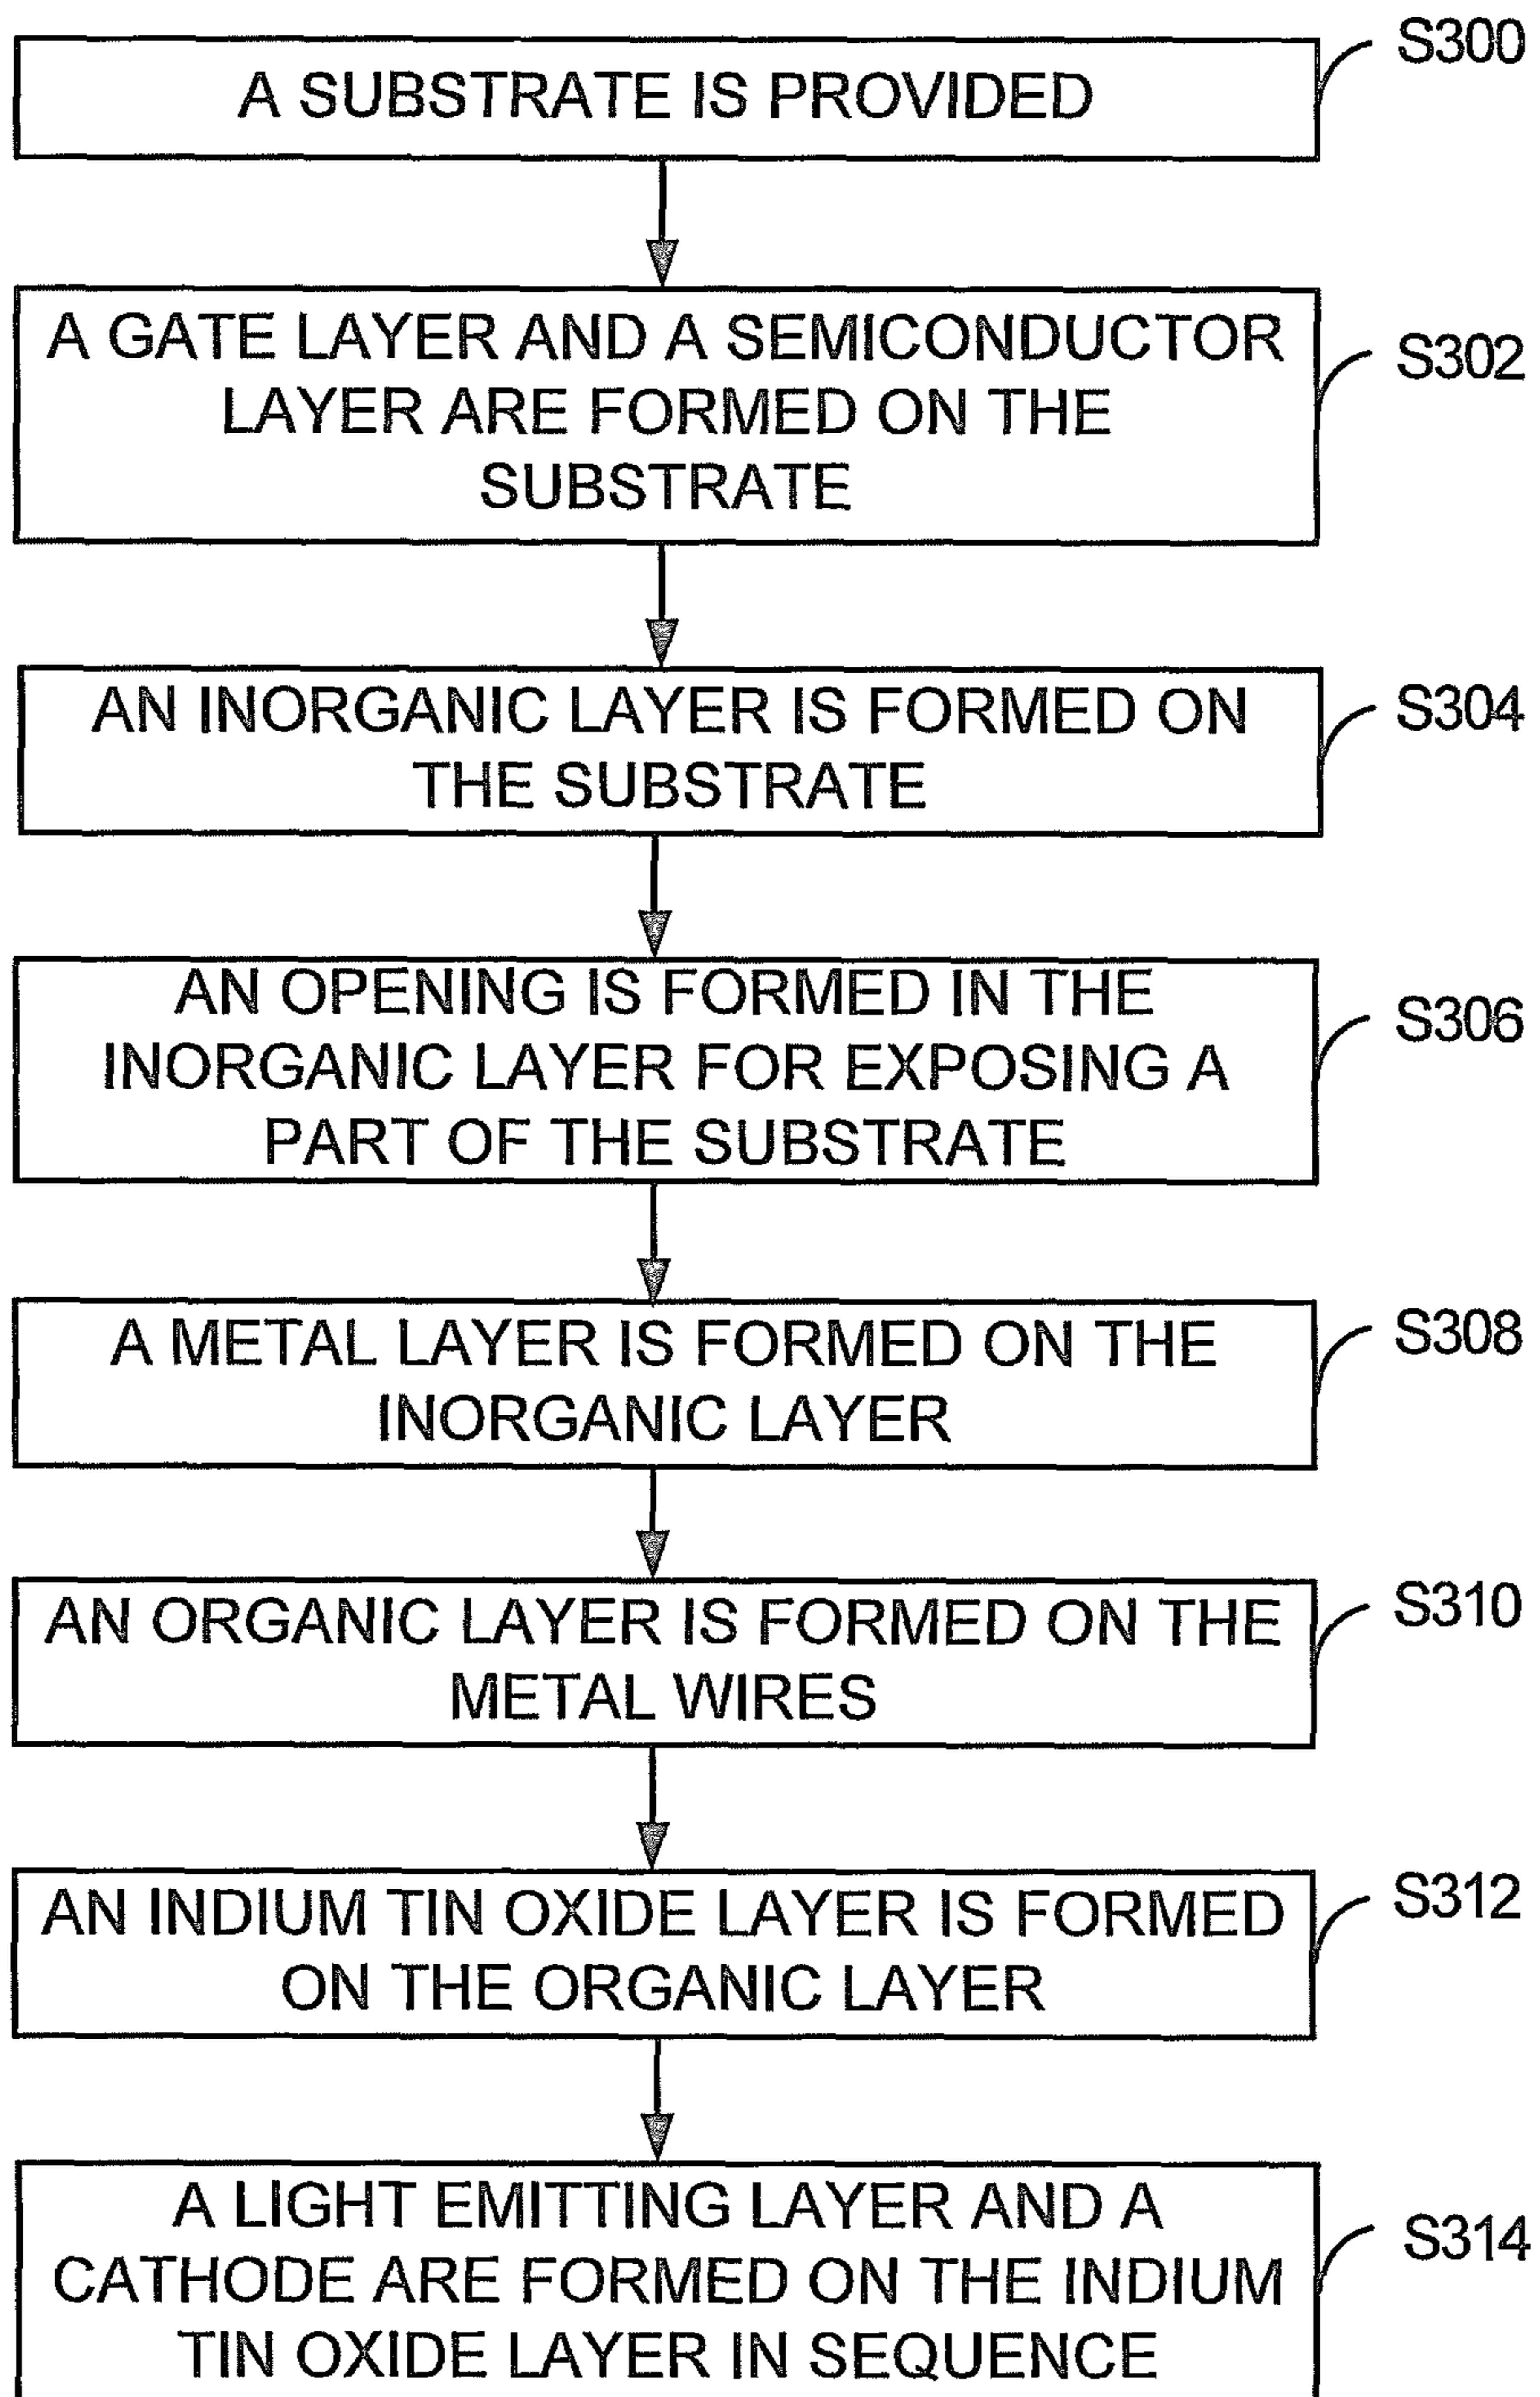 S300
A SUBSTRATE IS PROVIDED
A GATE LAYER AND A SEMICONDUCTOR
LAYER ARE FORMED ON THE
SUBSTRATE
S302
AN INORGANIC LAYER IS FORMED ON
THE SUBSTRATE
S304
AN OPENING IS FORMED IN THE
INORGANIC LAYER FOR EXPOSING A
PART OF THE SUBSTRATE
S306
A METAL LAYER IS FORMED ON THE
INORGANIC LAYER
S308
AN ORGANIC LAYER IS FORMED ON THE
METAL WIRES
S310
AN INDIUM TIN OXIDE LAYER IS FORMED
ON THE ORGANIC LAYER
S312
A LIGHT EMITTING LAYER AND A
CATHODE ARE FORMED ON THE INDIUM
TIN OXIDE LAYER IN SEQUENCE
S314